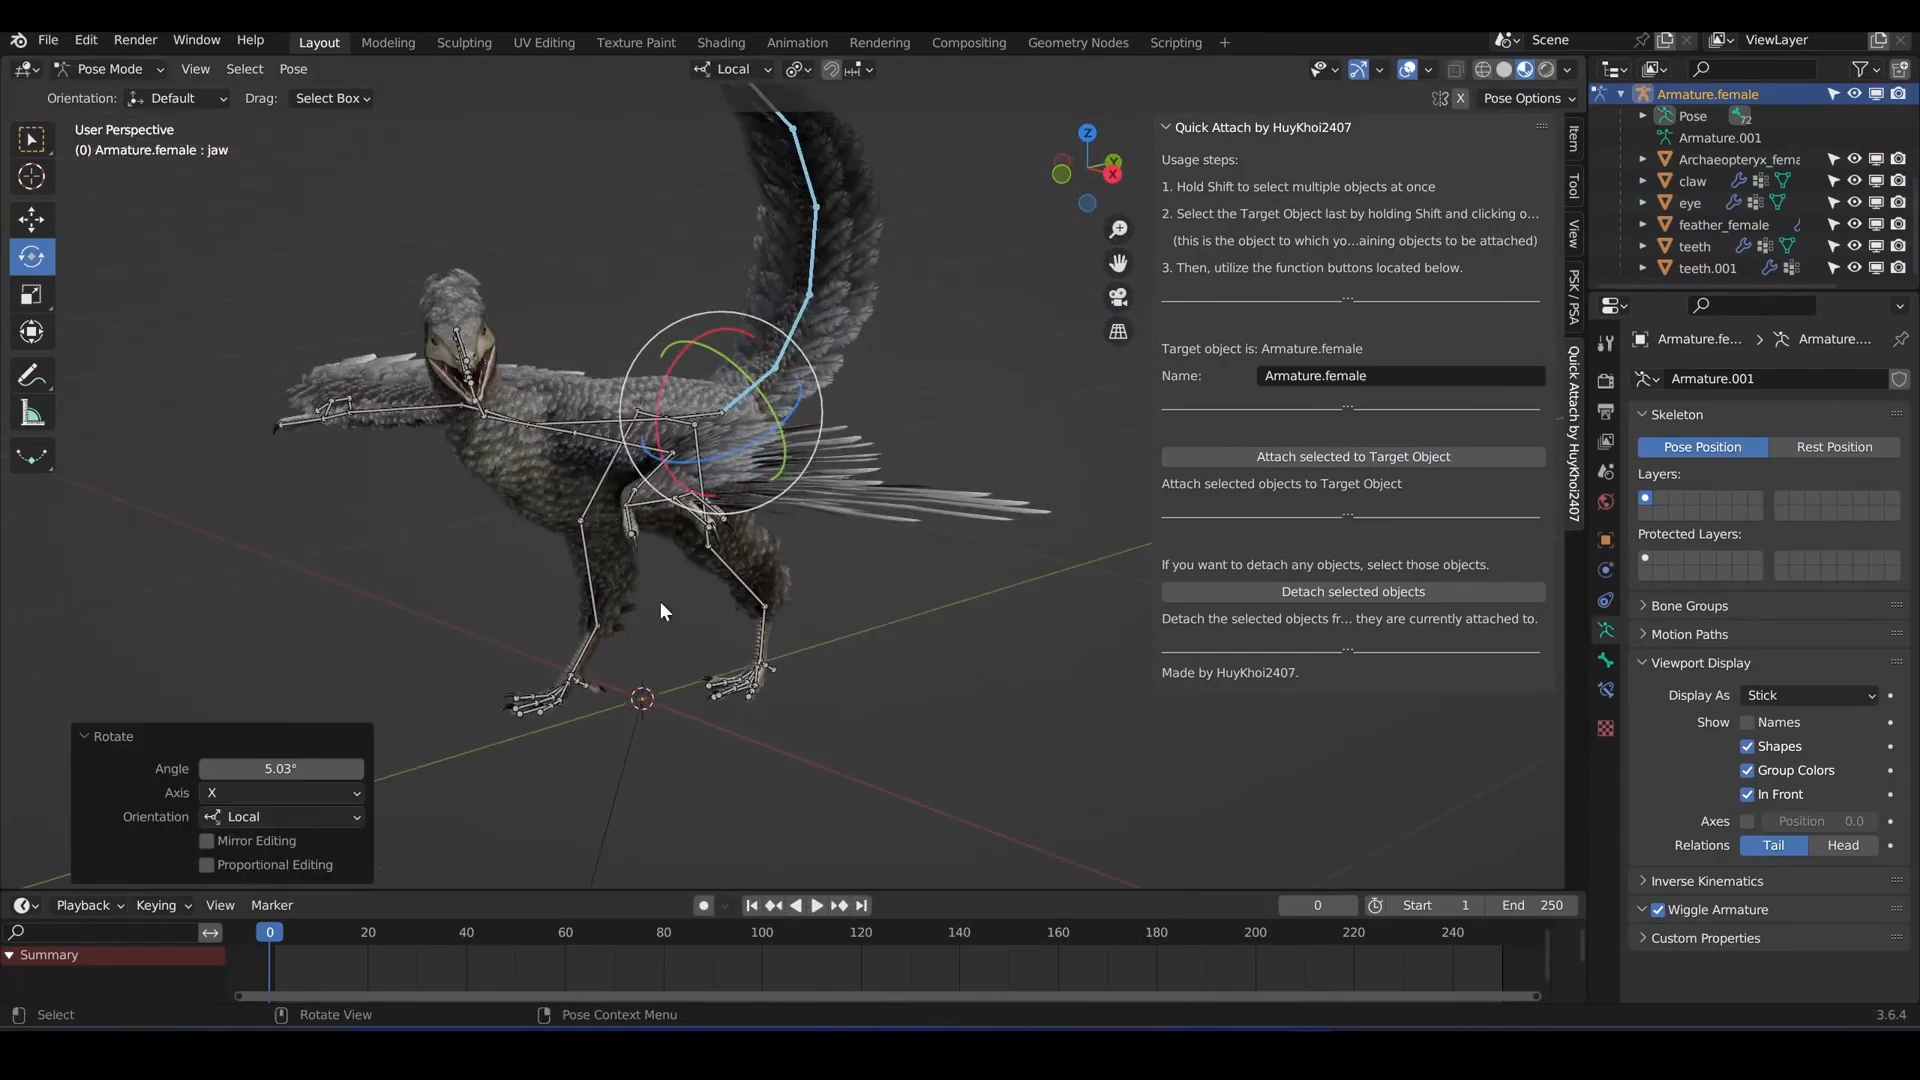 File Edit Render Window Help Layout Modeling Sculpting UV Editing Texture Paint Shading Animation Rendering Compositing Geometry Nodes Scripting + Scene ViewLayer
Pose Mode View Select Pose Local
Orientation: Default Drag: Select Box X Pose Options
User Perspective
(0) Armature.female : jaw
Z
Y
X
Quick Attach by HuyKhoi2407
Usage steps:
1. Hold Shift to select multiple objects at once
2. Select the Target Object last by holding Shift and clicking o...
(this is the object to which yo...aining objects to be attached)
3. Then, utilize the function buttons located below.
...
Target object is: Armature.female
Name: Armature.female
...
Attach selected to Target Object
Attach selected objects to Target Object
...
If you want to detach any objects, select those objects.
Detach selected objects
Detach the selected objects fr... they are currently attached to.
...
Made by HuyKhoi2407.
Item
Tool
View
PSK / PSA
Quick Attach by HuyKhoi2407
Armature.female
Pose 72
Armature.001
Archaeopteryx_fema
claw
eye
feather_female
teeth
teeth.001
Armature.fe... Armature....
Armature.001
Skeleton
Pose Position Rest Position
Layers:
Protected Layers:
Bone Groups
Motion Paths
Viewport Display
Display As Stick
Show Names
Shapes
Group Colors
In Front
Axes Position 0.0
Relations Tail Head
Inverse Kinematics
Wiggle Armature
Custom Properties
Rotate
Angle 5.03°
Axis X
Orientation Local
Mirror Editing
Proportional Editing
Playback Keying View Marker 0 Start 1 End 250
0 20 40 60 80 100 120 140 160 180 200 220 240
Summary
Select Rotate View Pose Context Menu 3.6.4